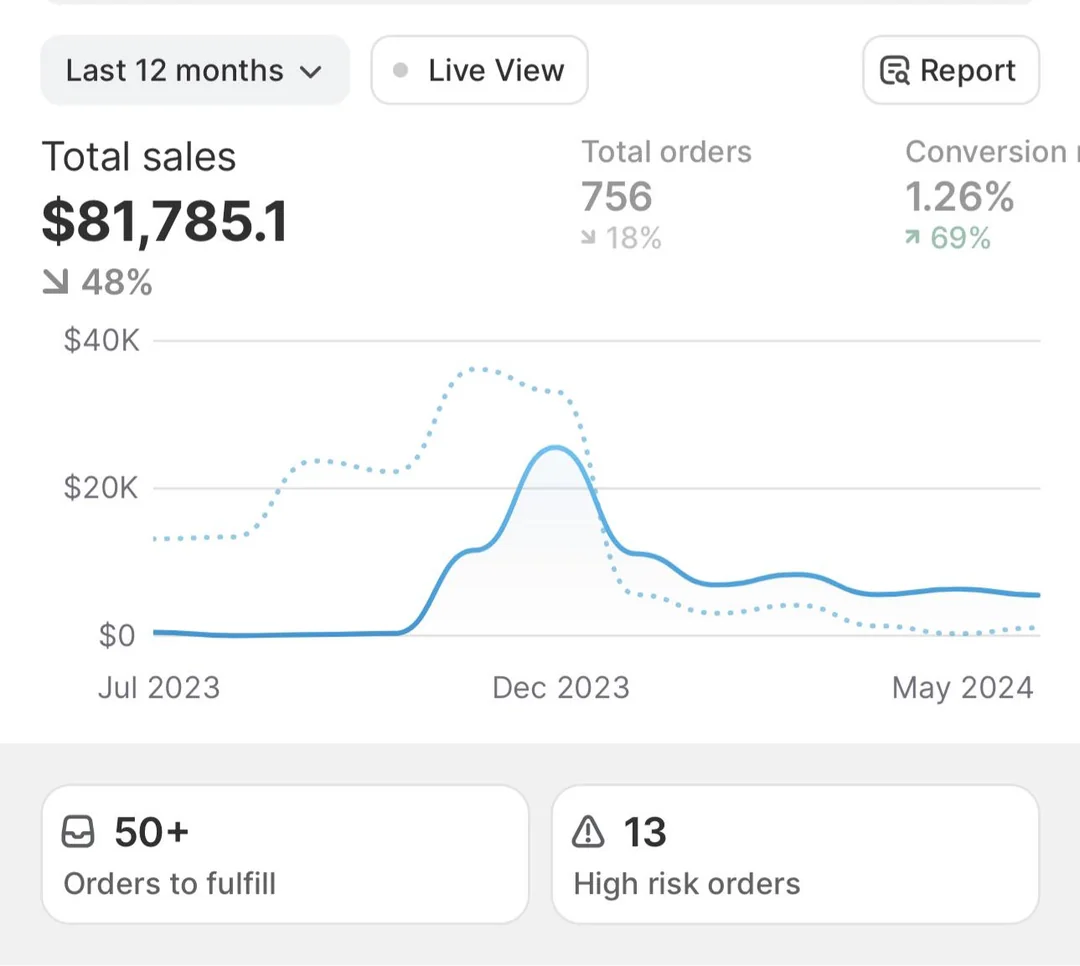 Last 12 months
Live View
Report
Total sales
$81,785.1
48%
Total orders
756
18%
Conversion
1.26%
69%
$40K
$20K
$0
Jul 2023
Dec 2023
May 2024
50+
Orders to fulfill
13
High risk orders